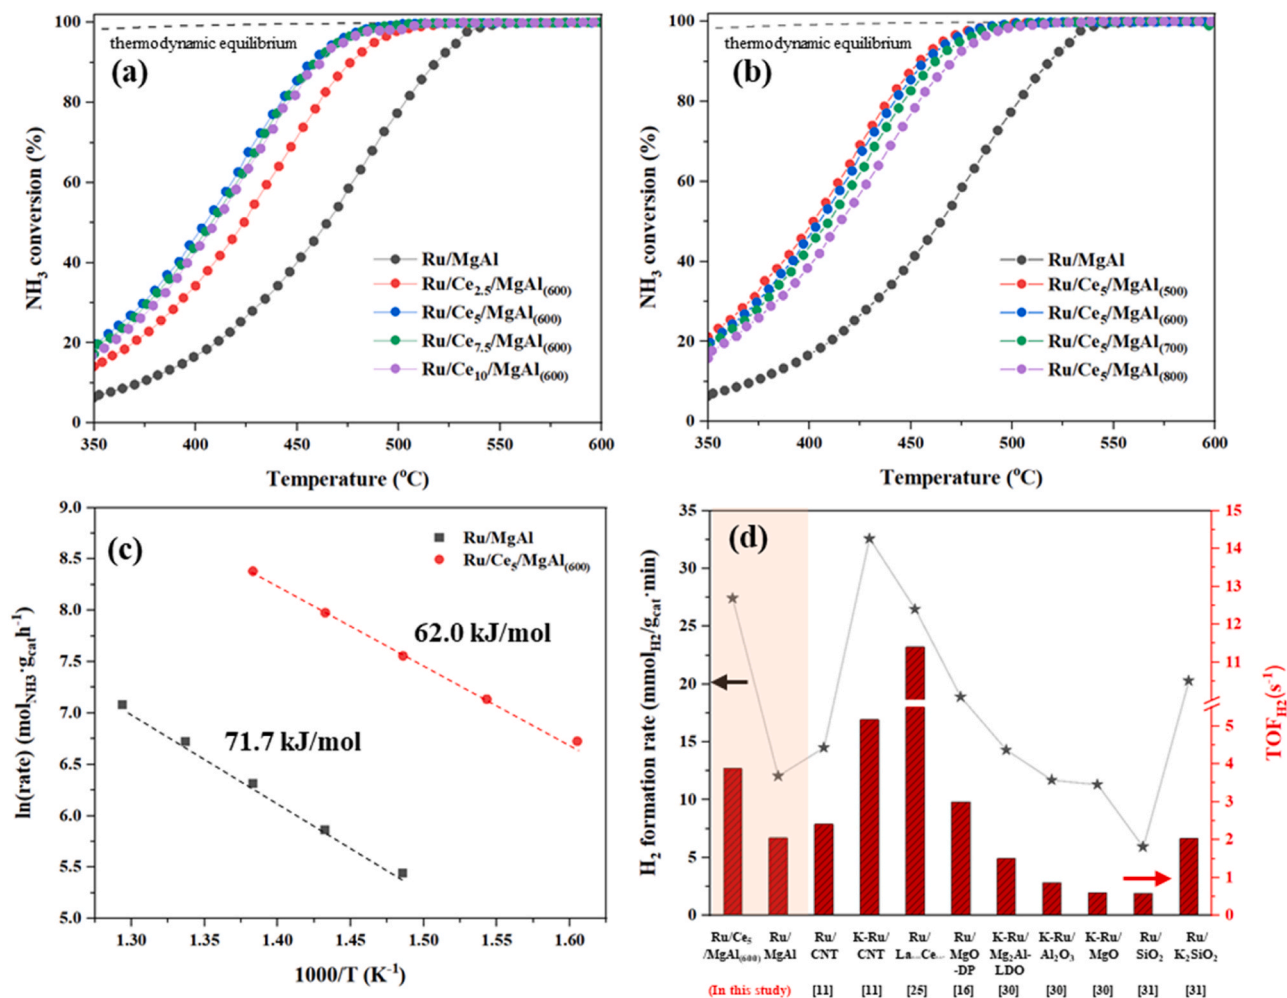 100
80
60
40
20
0
NH3 conversion (%)
thermodynamic equilibrium
(a)
Ru/MgAl
Ru/Ce2.5/MgAl(600)
Ru/Ce5/MgAl(600)
Ru/Ce7.5/MgAl(600)
Ru/Ce10/MgAl(600)
350 400 450 500 550 600
Temperature (ºC)
100
80
60
40
20
0
NH3 conversion (%)
thermodynamic equilibrium
(b)
Ru/MgAl
Ru/Ce5/MgAl(500)
Ru/Ce5/MgAl(600)
Ru/Ce5/MgAl(700)
Ru/Ce5/MgAl(800)
350 400 450 500 550 600
Temperature (ºC)
9.0
8.5
8.0
7.5
7.0
6.5
6.0
5.5
5.0
ln(rate) (molNH3·gcath-1)
(c)
Ru/MgAl
Ru/Ce5/MgAl(600)
62.0 kJ/mol
71.7 kJ/mol
1.30 1.35 1.40 1.45 1.50 1.55 1.60
1000/T (K-1)
35
30
25
20
15
10
5
0
H2 formation rate (mmolH2/gcat·min)
(d)
15
14
13
12
11
5
4
3
2
1
0
TOFH2(s-1)
Ru/Ce5
/MgAl(600)
(In this study)
Ru/
MgAl
Ru/
CNT
[11]
K-Ru/
CNT
[11]
Ru/
[25]
Ru/
MgO
-DP
[16]
K-Ru/
Mg2Al-
LDO
[30]
K-Ru/
Al2O3
[30]
K-Ru/
MgO
[30]
Ru/
SiO2
[31]
Ru/
K2SiO2
[31]